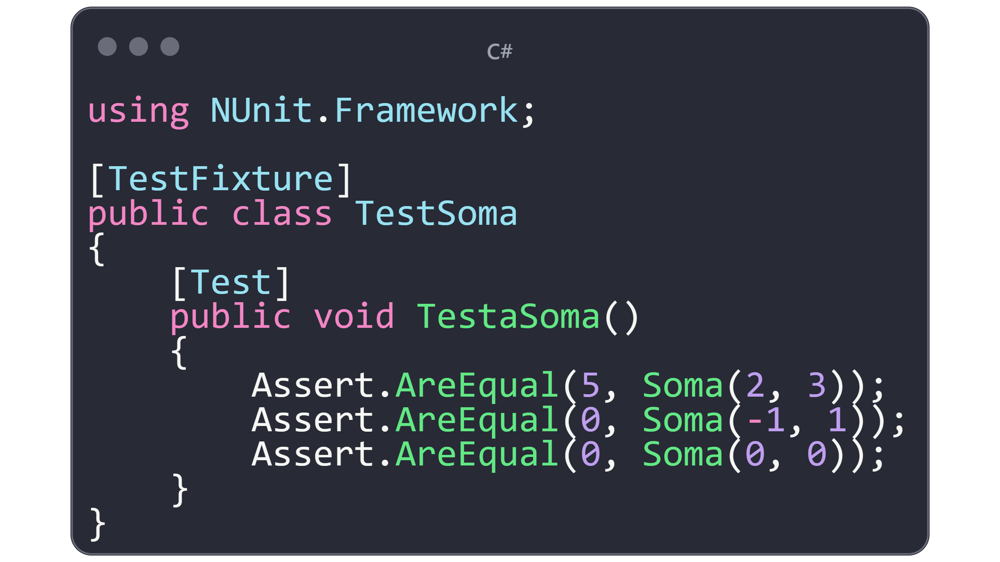 C#
using NUnit.Framework;
[TestFixture]
public class TestSoma
{
    [Test]
    public void TestaSoma()
    {
        Assert.AreEqual(5, Soma(2, 3));
        Assert.AreEqual(0, Soma(-1, 1));
        Assert.AreEqual(0, Soma(0, 0));
    }
}